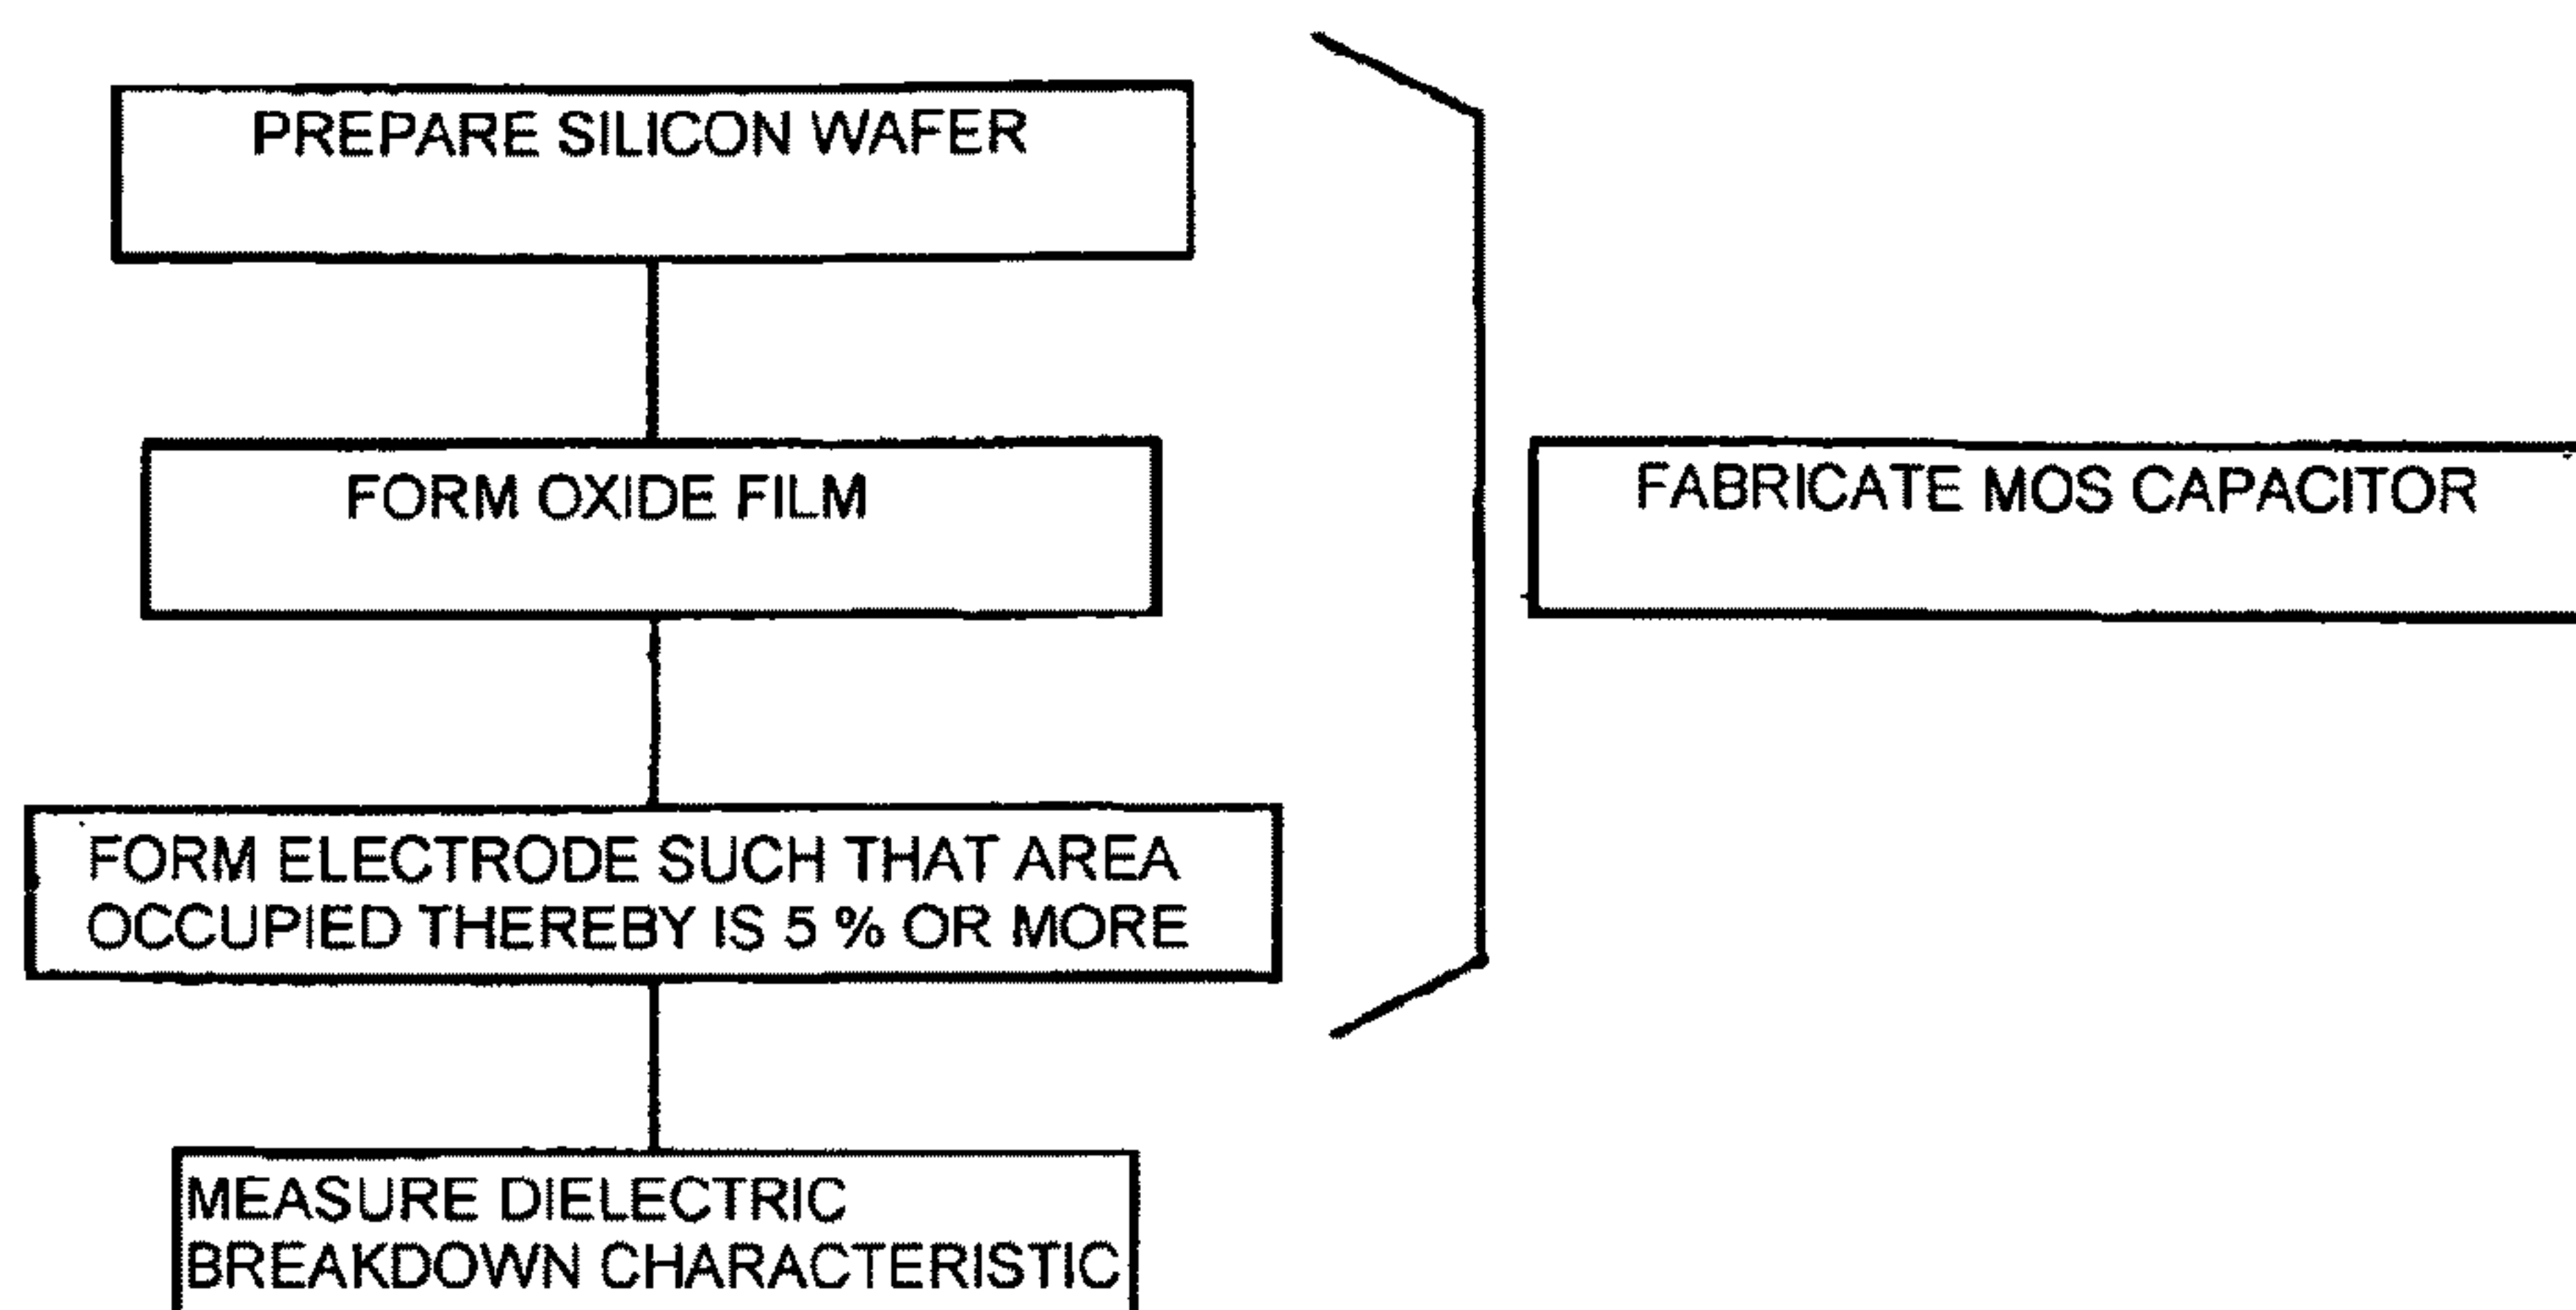 PREPARE SILICON WAFER
FORM OXIDE FILM
FABRICATE MOS CAPACITOR
FORM ELECTRODE SUCH THAT AREA
OCCUPIED THEREBY IS 5 % OR MORE
MEASURE DIELECTRIC
BREAKDOWN CHARACTERISTIC